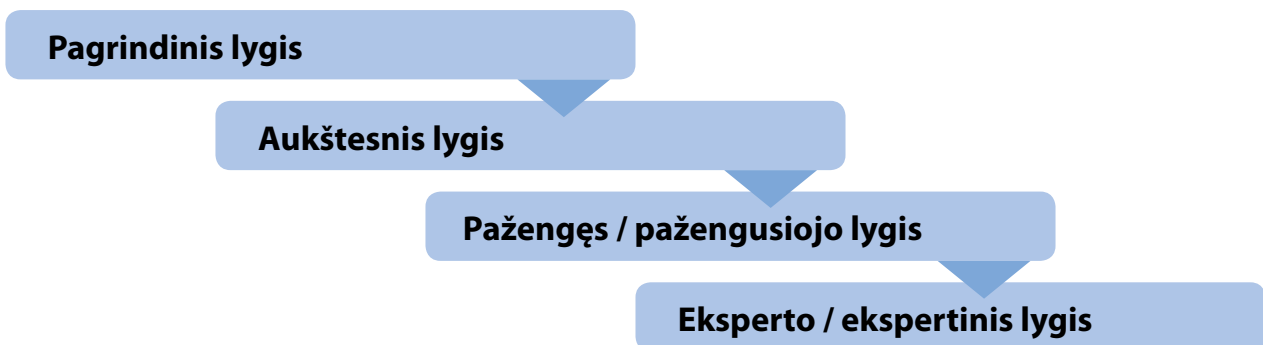 Pagrindinis lygis
Aukštesnis lygis
Pažengęs / pažengusiojo lygis
Eksperto / ekspertinis lygis